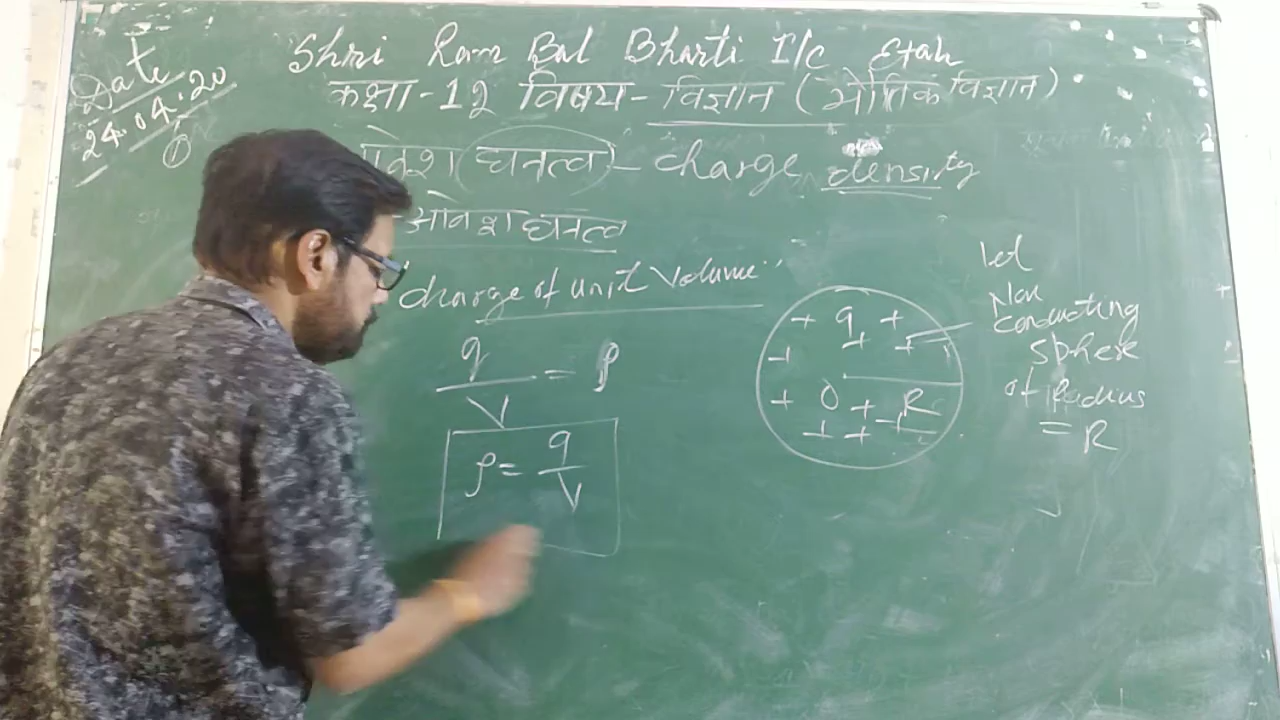 Shri Ram Bal Bharti I/c Etah
Date
24.04.20
①
कक्षा-12 विषय- विज्ञान (भौतिक विज्ञान)
घनत्व - charge density
आवेश घनत्व
charge of unit Volume
q/V = ρ
ρ = q/V
+ q +
+ + +
+ O + R
+ + +
Let
Non
conducting
sphere
of Radius
= R